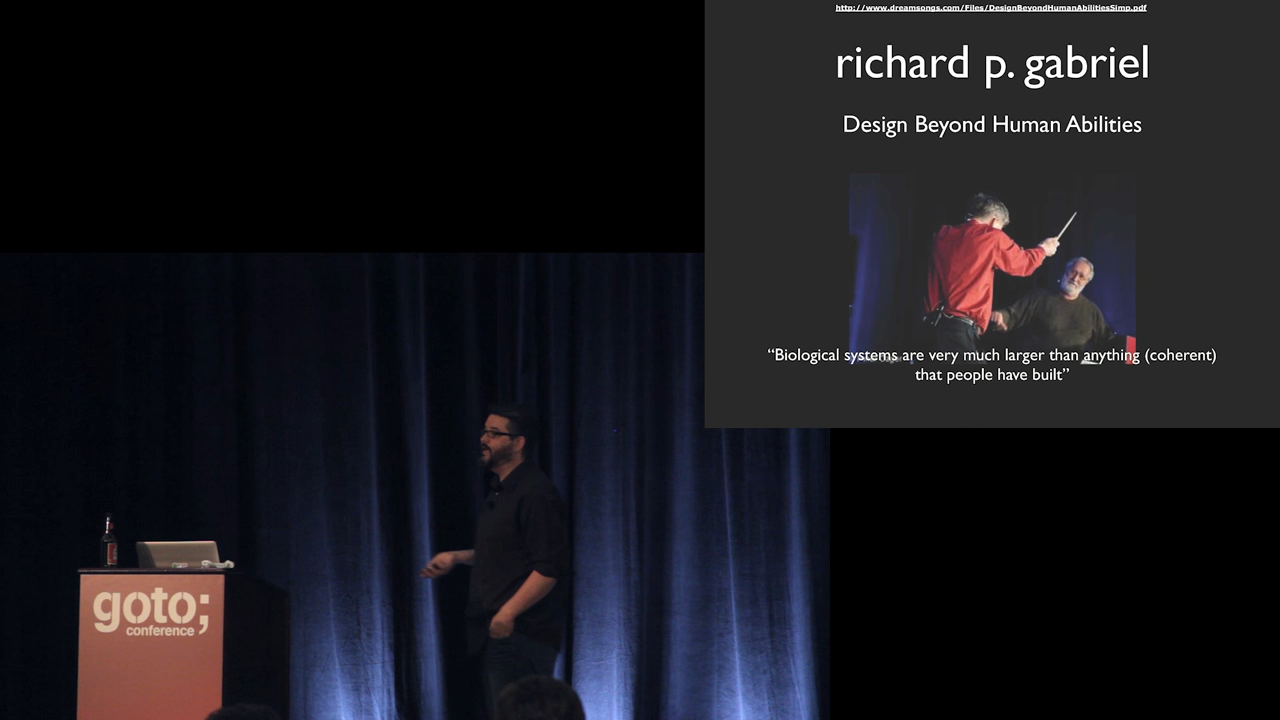 http://www.dreamsongs.com/Files/DesignBeyondHumanAbilitiesSimp.pdf
richard p. gabriel
Design Beyond Human Abilities
“Biological systems are very much larger than anything (coherent)
that people have built”
goto;
conference